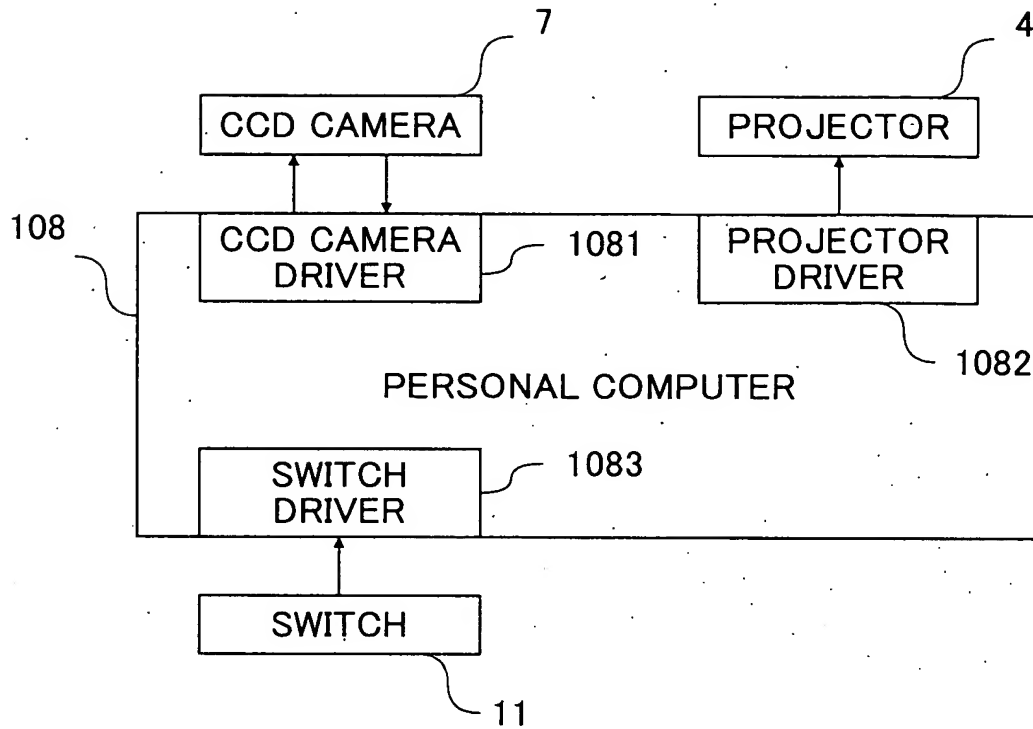 7
4
CCD CAMERA
PROJECTOR
108
CCD CAMERA
DRIVER
1081
PROJECTOR
DRIVER
1082
PERSONAL COMPUTER
SWITCH
DRIVER
1083
SWITCH
11